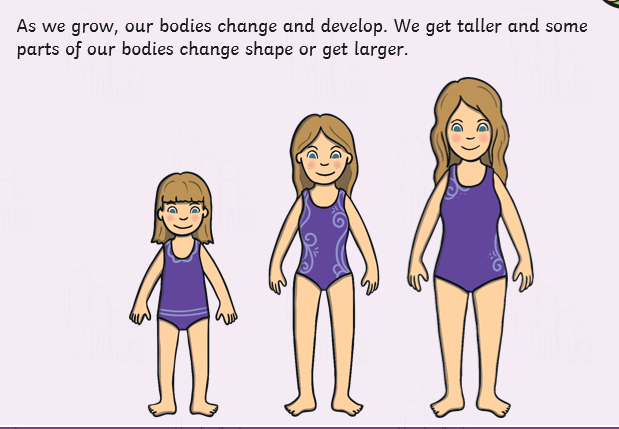 As we grow, our bodies change and develop. We get taller and some
parts of our bodies change shape or get larger.